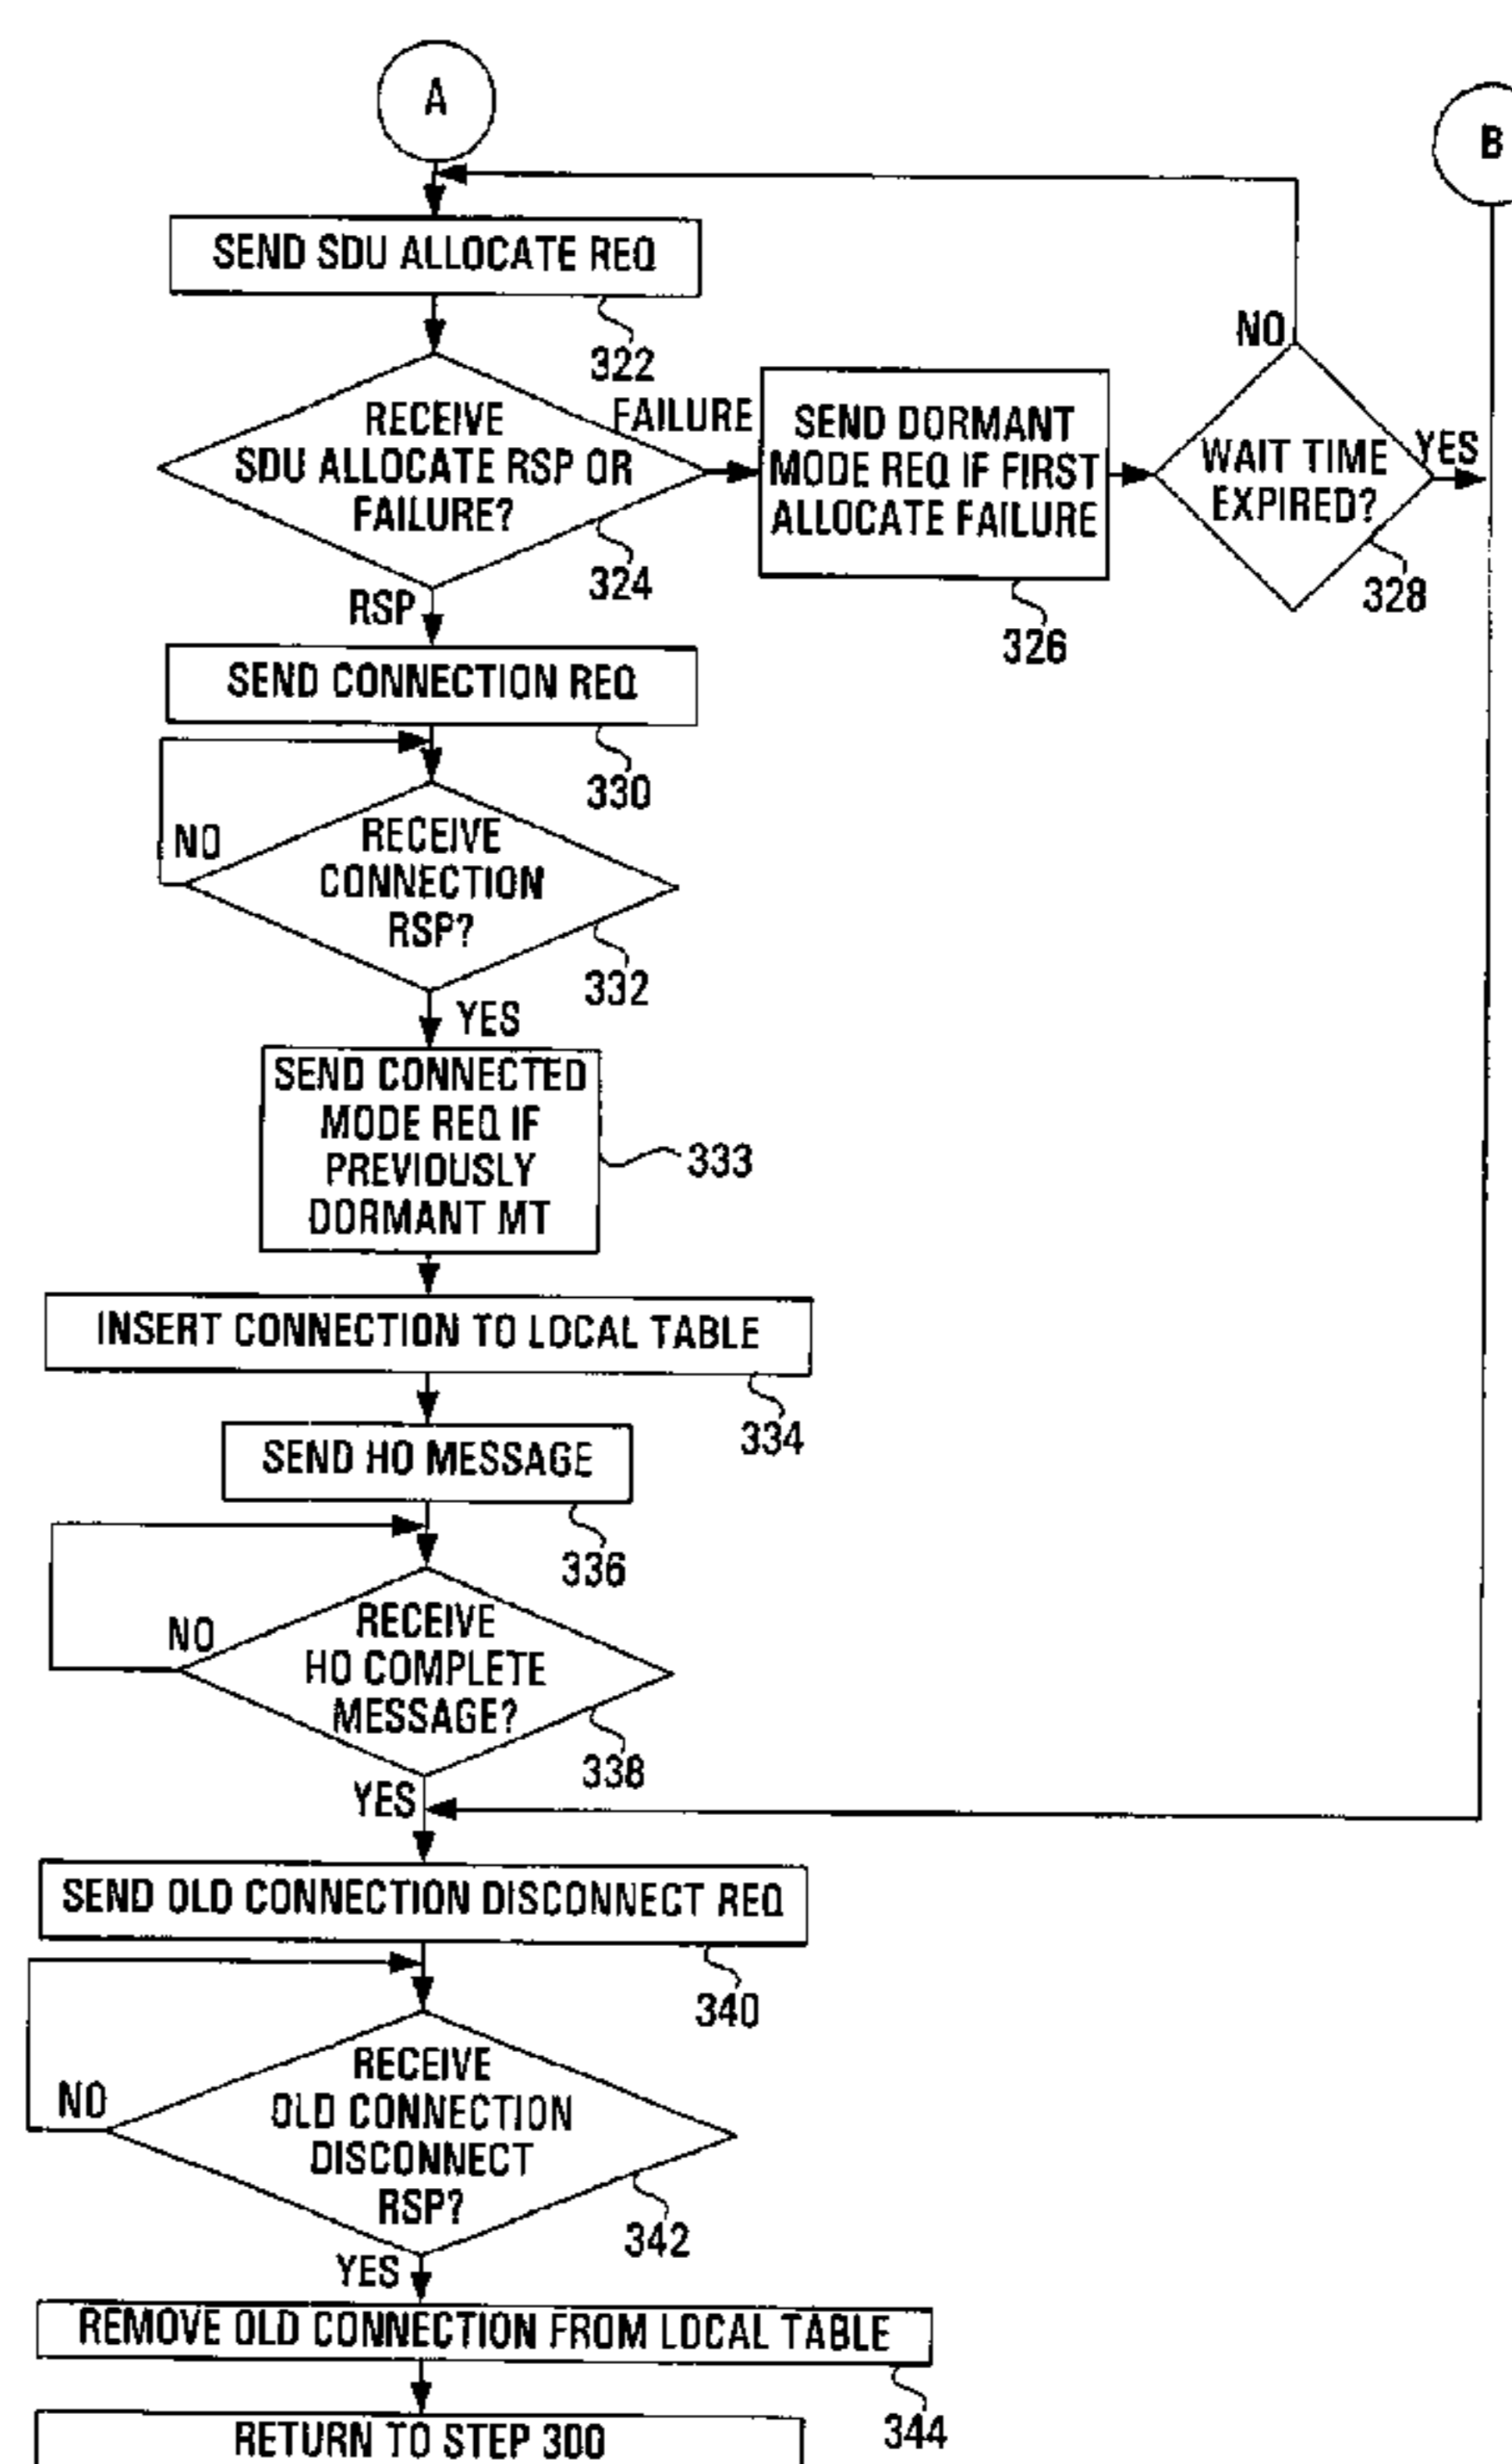 A
B
SEND SDU ALLOCATE REQ
322
RECEIVE
SDU ALLOCATE RSP OR
FAILURE?
324
FAILURE
SEND DORMANT
MODE REQ IF FIRST
ALLOCATE FAILURE
326
NO
WAIT TIME
EXPIRED?
YES
328
RSP
SEND CONNECTION REQ
330
NO
RECEIVE
CONNECTION
RSP?
332
YES
SEND CONNECTED
MODE REQ IF
PREVIOUSLY
DORMANT MT
333
INSERT CONNECTION TO LOCAL TABLE
334
SEND HO MESSAGE
336
NO
RECEIVE
HO COMPLETE
MESSAGE?
338
YES
SEND OLD CONNECTION DISCONNECT REQ
340
NO
RECEIVE
OLD CONNECTION
DISCONNECT
RSP?
342
YES
REMOVE OLD CONNECTION FROM LOCAL TABLE
344
RETURN TO STEP 300